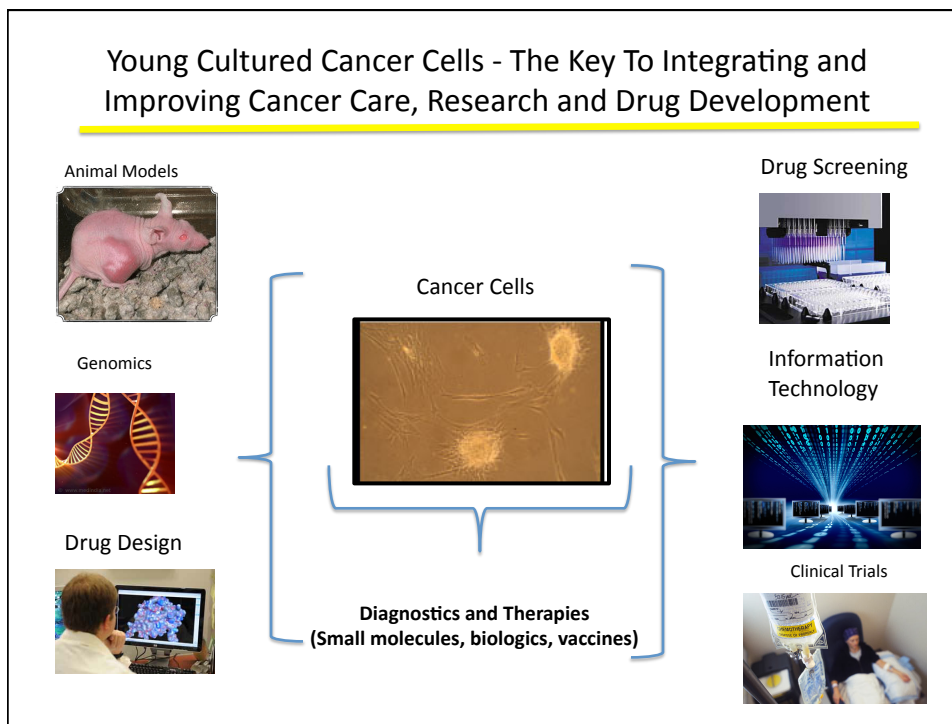 Young Cultured Cancer Cells - The Key To Integrating and
Improving Cancer Care, Research and Drug Development
Animal Models
Genomics
Drug Design
Cancer Cells
Diagnostics and Therapies
(Small molecules, biologics, vaccines)
Drug Screening
Information
Technology
Clinical Trials
CHEMOTHERAPY